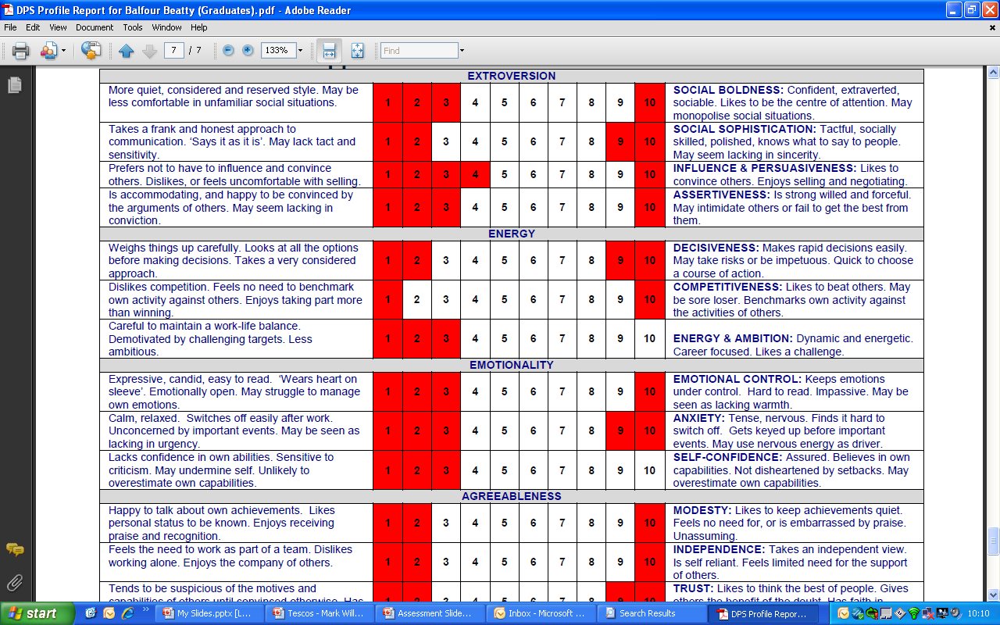 DPS Profile Report for Balfour Beatty (Graduates).pdf - Adobe Reader
File Edit View Document Tools Window Help
7 / 7 133% Find
EXTROVERSION
More quiet, considered and reserved style. May be
less comfortable in unfamiliar social situations.
1 2 3 4 5 6 7 8 9 10
SOCIAL BOLDNESS: Confident, extraverted,
sociable. Likes to be the centre of attention. May
monopolise social situations.
Takes a frank and honest approach to
communication. ‘Says it as it is’. May lack tact and
sensitivity.
1 2 3 4 5 6 7 8 9 10
SOCIAL SOPHISTICATION: Tactful, socially
skilled, polished, knows what to say to people.
May seem lacking in sincerity.
Prefers not to have to influence and convince
others. Dislikes, or feels uncomfortable with selling.
1 2 3 4 5 6 7 8 9 10
INFLUENCE & PERSUASIVENESS: Likes to
convince others. Enjoys selling and negotiating.
Is accommodating, and happy to be convinced by
the arguments of others. May seem lacking in
conviction.
1 2 3 4 5 6 7 8 9 10
ASSERTIVENESS: Is strong willed and forceful.
May intimidate others or fail to get the best from
them.
ENERGY
Weighs things up carefully. Looks at all the options
before making decisions. Takes a very considered
approach.
1 2 3 4 5 6 7 8 9 10
DECISIVENESS: Makes rapid decisions easily.
May take risks or be impetuous. Quick to choose
a course of action.
Dislikes competition. Feels no need to benchmark
own activity against others. Enjoys taking part more
than winning.
1 2 3 4 5 6 7 8 9 10
COMPETITIVENESS: Likes to beat others. May
be sore loser. Benchmarks own activity against
the activities of others.
Careful to maintain a work-life balance.
Demotivated by challenging targets. Less
ambitious.
1 2 3 4 5 6 7 8 9 10
ENERGY & AMBITION: Dynamic and energetic.
Career focused. Likes a challenge.
EMOTIONALITY
Expressive, candid, easy to read. ‘Wears heart on
sleeve’. Emotionally open. May struggle to manage
own emotions.
1 2 3 4 5 6 7 8 9 10
EMOTIONAL CONTROL: Keeps emotions
under control. Hard to read. Impassive. May be
seen as lacking warmth.
Calm, relaxed. Switches off easily after work.
Unconcerned by important events. May be seen as
lacking in urgency.
1 2 3 4 5 6 7 8 9 10
ANXIETY: Tense, nervous. Finds it hard to
switch off. Gets keyed up before important
events. May use nervous energy as driver.
Lacks confidence in own abilities. Sensitive to
criticism. May undermine self. Unlikely to
overestimate own capabilities.
1 2 3 4 5 6 7 8 9 10
SELF-CONFIDENCE: Assured. Believes in own
capabilities. Not disheartened by setbacks. May
overestimate own capabilities.
AGREEABLENESS
Happy to talk about own achievements. Likes
personal status to be known. Enjoys receiving
praise and recognition.
1 2 3 4 5 6 7 8 9 10
MODESTY: Likes to keep achievements quiet.
Feels no need for, or is embarrassed by praise.
Unassuming.
Feels the need to work as part of a team. Dislikes
working alone. Enjoys the company of others.
1 2 3 4 5 6 7 8 9 10
INDEPENDENCE: Takes an independent view.
Is self reliant. Feels limited need for the support
of others.
Tends to be suspicious of the motives and
capabilities of others until convinced otherwise. Has
1 2 3 4 5 6 7 8 9 10
TRUST: Likes to think the best of people. Gives
others the benefit of the doubt. Has faith in
start My Slides.pptx [L... Tescos - Mark Will... Assessment Slide... Inbox - Microsoft ... Search Results DPS Profile Repor... 10:10